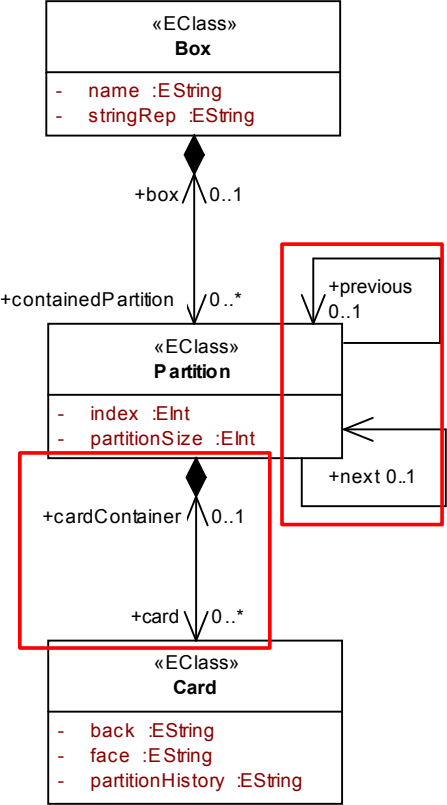 «EClass»
Box
- name :EString
- stringRep :EString
+box 0..1
+containedPartition 0..*
+previous
0..1
«EClass»
Partition
- index :EInt
- partitionSize :EInt
+next 0..1
+cardContainer 0..1
+card 0..*
«EClass»
Card
- back :EString
- face :EString
- partitionHistory :EString